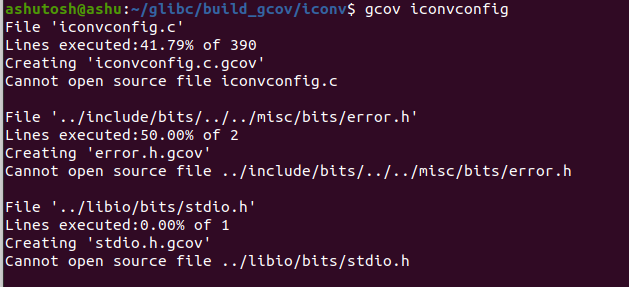 ashutosh@ashu:~/glibc/build_gcov/iconv$ gcov iconvconfig
File 'iconvconfig.c'
Lines executed:41.79% of 390
Creating 'iconvconfig.c.gcov'
Cannot open source file iconvconfig.c

File '../include/bits/../../misc/bits/error.h'
Lines executed:50.00% of 2
Creating 'error.h.gcov'
Cannot open source file ../include/bits/../../misc/bits/error.h

File '../libio/bits/stdio.h'
Lines executed:0.00% of 1
Creating 'stdio.h.gcov'
Cannot open source file ../libio/bits/stdio.h